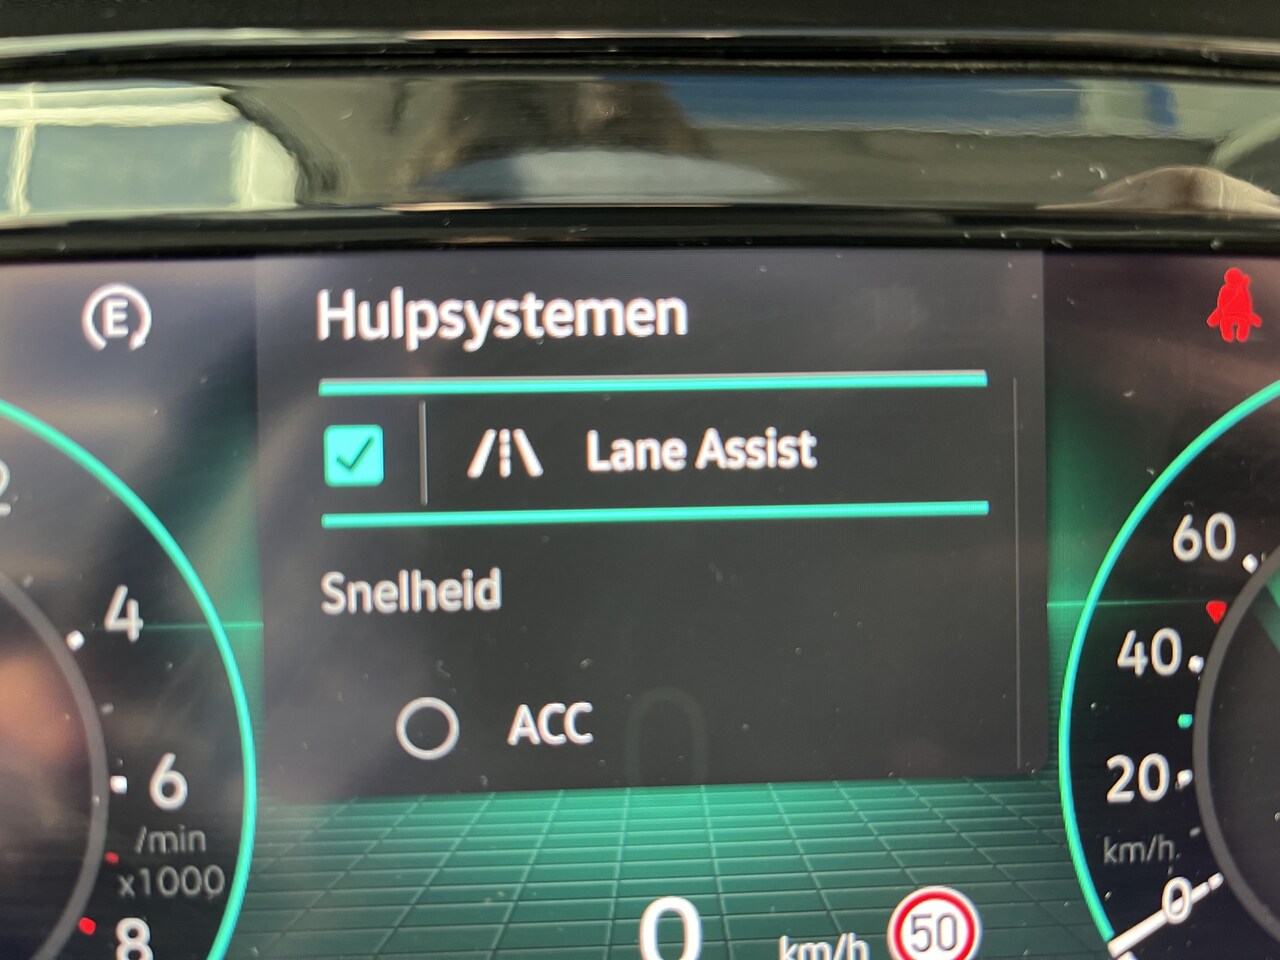 E
Hulpsystemen
Lane Assist
Snelheid
ACC
4
6
/min
x1000
8
60
40
20
km/h
0
0
km/h
50